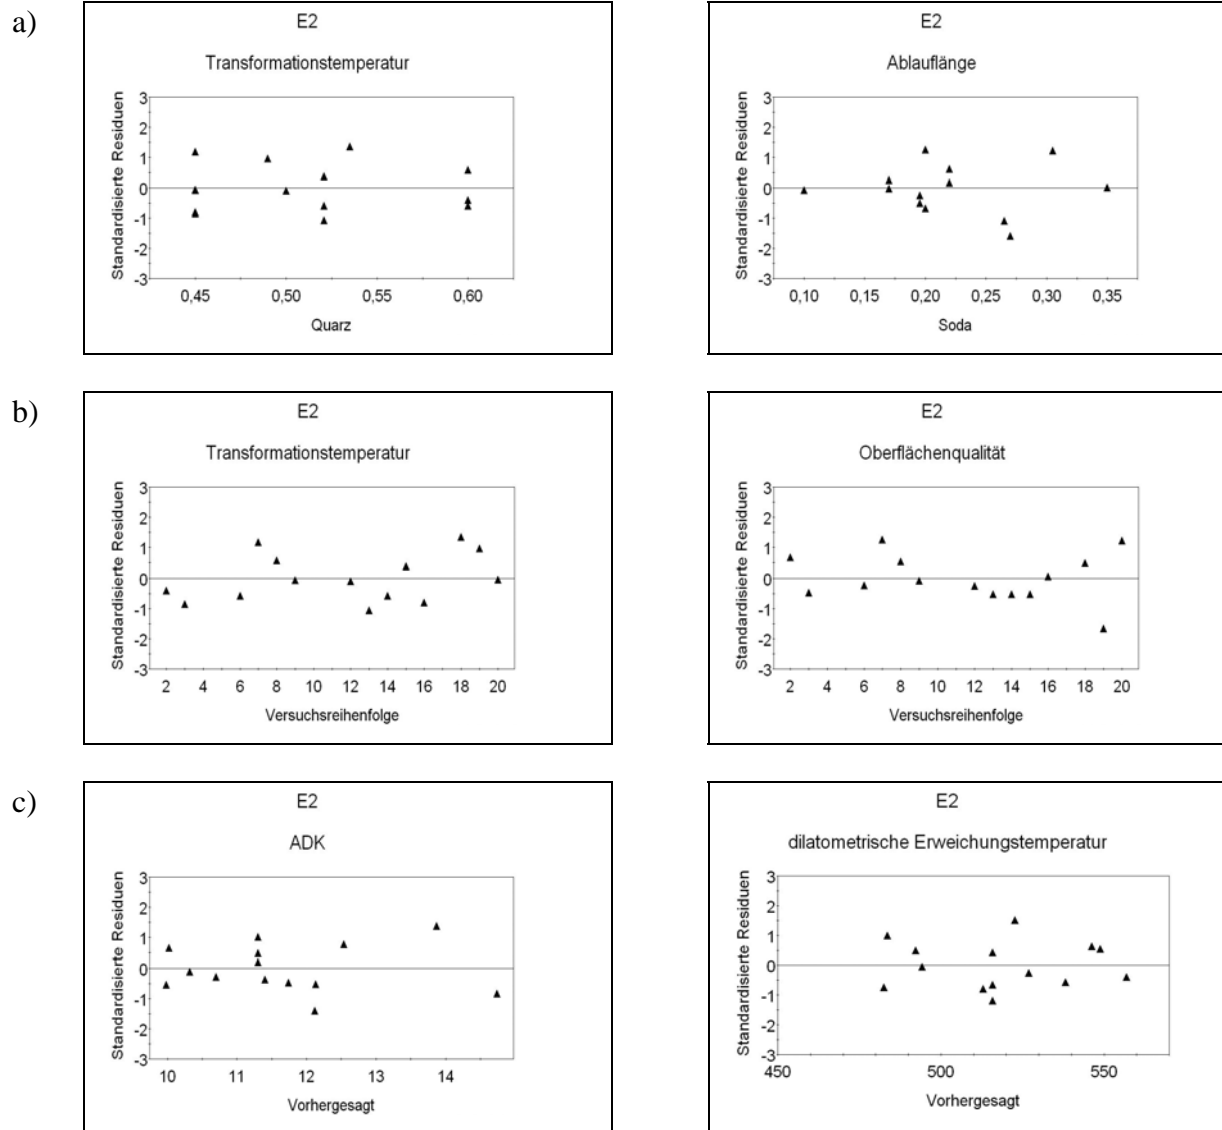 a)
E2
Transformationstemperatur
Standardisierte Residuen
3
2
1
0
-1
-2
-3
0,45 0,50 0,55 0,60
Quarz
E2
Ablauflänge
Standardisierte Residuen
3
2
1
0
-1
-2
-3
0,10 0,15 0,20 0,25 0,30 0,35
Soda
b)
E2
Transformationstemperatur
Standardisierte Residuen
3
2
1
0
-1
-2
-3
2 4 6 8 10 12 14 16 18 20
Versuchsreihenfolge
E2
Oberflächenqualität
Standardisierte Residuen
3
2
1
0
-1
-2
-3
2 4 6 8 10 12 14 16 18 20
Versuchsreihenfolge
c)
E2
ADK
Standardisierte Residuen
3
2
1
0
-1
-2
-3
10 11 12 13 14
Vorhergesagt
E2
dilatometrische Erweichungstemperatur
Standardisierte Residuen
3
2
1
0
-1
-2
-3
450 500 550
Vorhergesagt